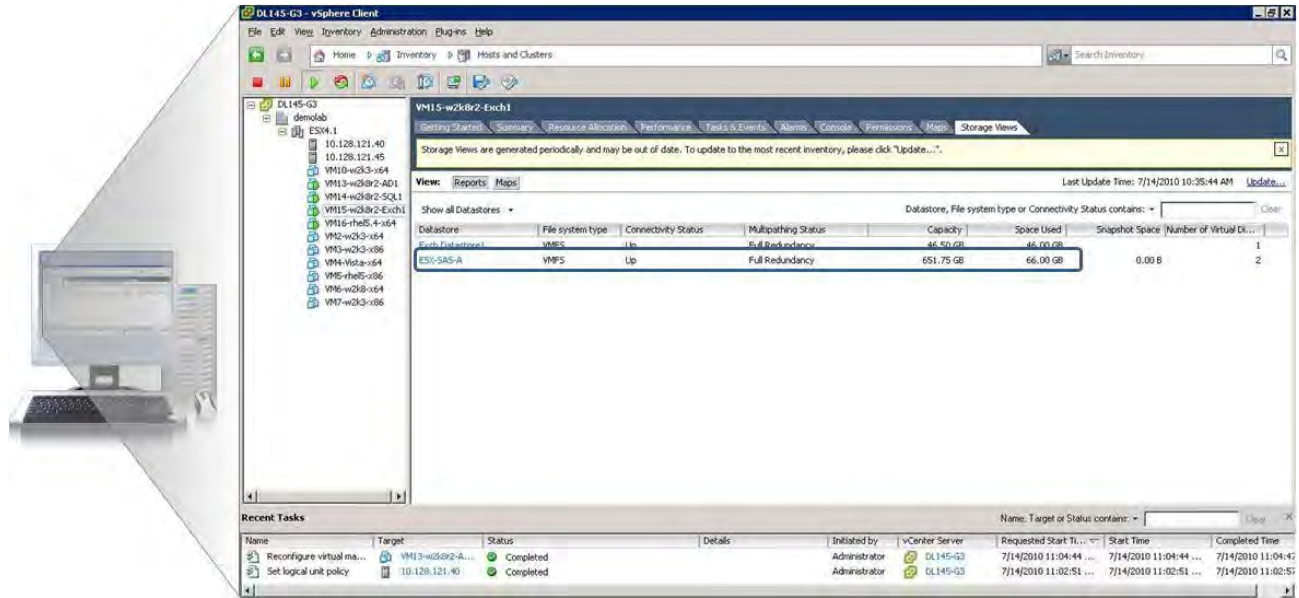 DL145-G3 - vSphere Client
File Edit View Inventory Administration Plug-ins Help
Home Inventory Hosts and Clusters Search Inventory
DL145-G3
demolab
ESX4.1
10.128.121.40
10.128.121.45
VM10-w2k3-x64
VM13-w2k8r2-AD1
VM14-w2k8r2-SQL1
VM15-w2k8r2-Exch1
VM16-rhel5.4-x64
VM2-w2k3-x64
VM3-w2k3-x86
VM4-Vista-x64
VM5-rhel5-x86
VM6-w2k8-x64
VM7-w2k3-x86
VM15-w2k8r2-Exch1
Getting Started Summary Resource Allocation Performance Tasks & Events Alarms Console Permissions Maps Storage Views
Storage Views are generated periodically and may be out of date. To update to the most recent inventory, please click "Update...".
View: Reports Maps Last Update Time: 7/14/2010 10:35:44 AM Update...
Show all Datastores Datastore, File system type or Connectivity Status contains: Clear
Datastore File system type Connectivity Status Multipathing Status Capacity Space Used Snapshot Space Number of Virtual Di...
Exch Datastore1 VMFS Up Full Redundancy 46.50 GB 46.00 GB 1
ESX-SAS-A VMFS Up Full Redundancy 651.75 GB 66.00 GB 0.00 B 2
Recent Tasks Name, Target or Status contains: Clear
Name Target Status Details Initiated by vCenter Server Requested Start Ti... Start Time Completed Time
Reconfigure virtual ma... VM13-w2k8r2-A... Completed Administrator DL145-G3 7/14/2010 11:04:44 ... 7/14/2010 11:04:44 ... 7/14/2010 11:04:47
Set logical unit policy 10.128.121.40 Completed Administrator DL145-G3 7/14/2010 11:02:51 ... 7/14/2010 11:02:51 ... 7/14/2010 11:02:57